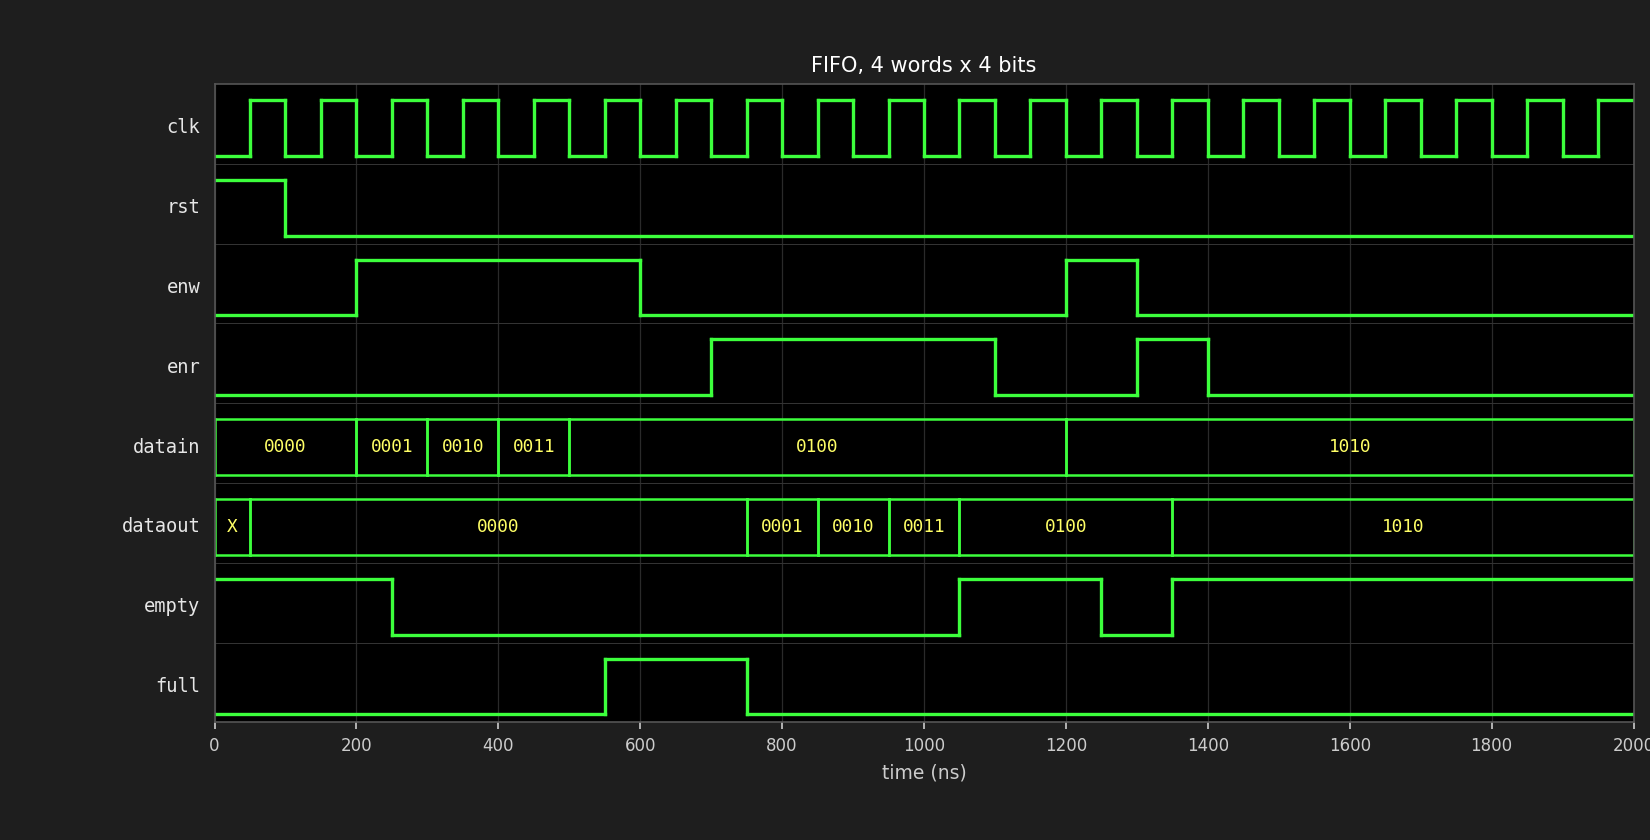 FIFO, 4 words x 4 bits
clk
rst
enw
enr
datain 0000 0001 0010 0011 0100 1010
dataout X 0000 0001 0010 0011 0100 1010
empty
full
0 200 400 600 800 1000 1200 1400 1600 1800 2000
time (ns)